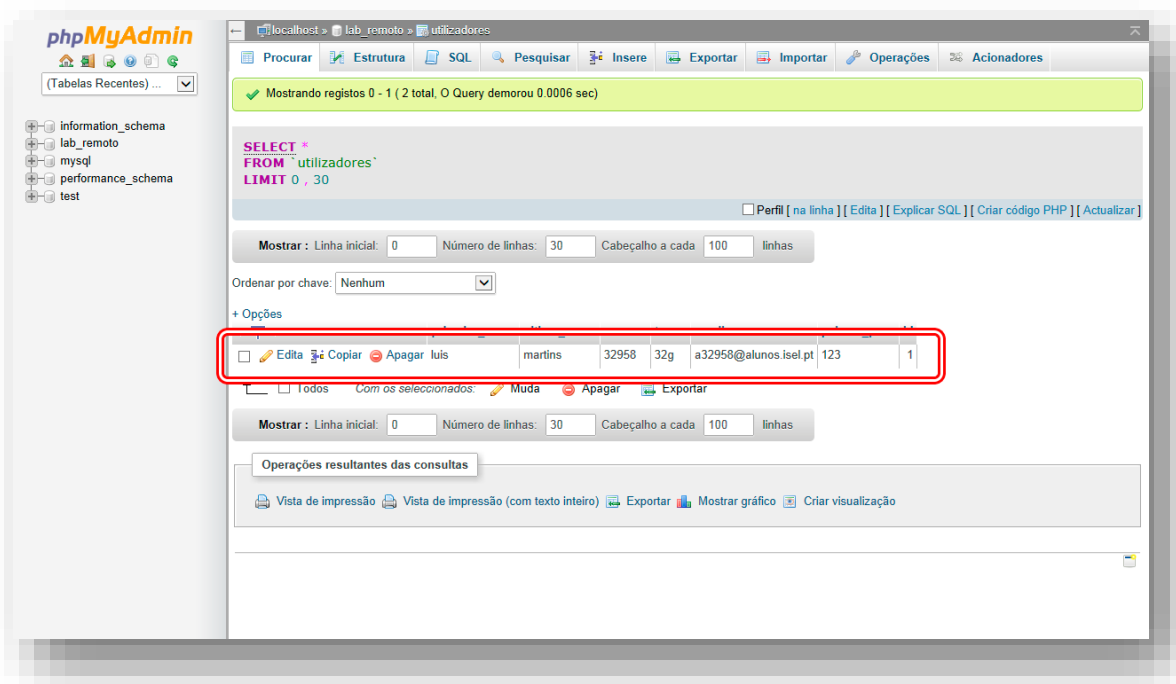 phpMyAdmin
(Tabelas Recentes) ...
information_schema
lab_remoto
mysql
performance_schema
test
localhost » lab_remoto » utilizadores
Procurar Estrutura SQL Pesquisar Insere Exportar Importar Operações Acionadores
Mostrando registos 0 - 1 ( 2 total, O Query demorou 0.0006 sec)
SELECT *
FROM `utilizadores`
LIMIT 0 , 30
Perfil [ na linha ] [ Edita ] [ Explicar SQL ] [ Criar código PHP ] [ Actualizar ]
Mostrar : Linha inicial: 0 Número de linhas: 30 Cabeçalho a cada 100 linhas
Ordenar por chave: Nenhum
+ Opções
Edita Copiar Apagar luis martins 32958 32g a32958@alunos.isel.pt 123 1
Todos Com os seleccionados: Muda Apagar Exportar
Mostrar : Linha inicial: 0 Número de linhas: 30 Cabeçalho a cada 100 linhas
Operações resultantes das consultas
Vista de impressão Vista de impressão (com texto inteiro) Exportar Mostrar gráfico Criar visualização